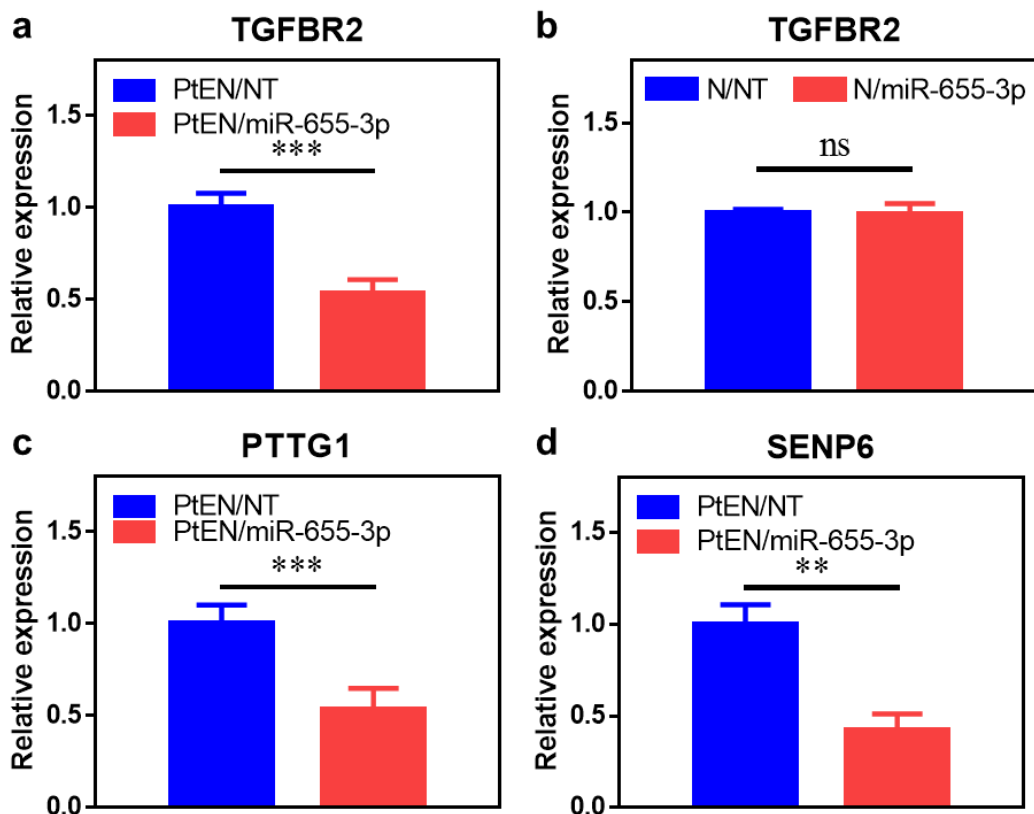 a
TGFBR2
PtEN/NT
PtEN/miR-655-3p
***
Relative expression
1.5
1.0
0.5
0.0
b
TGFBR2
N/NT N/miR-655-3p
ns
Relative expression
1.5
1.0
0.5
0.0
c
PTTG1
PtEN/NT
PtEN/miR-655-3p
***
Relative expression
1.5
1.0
0.5
0.0
d
SENP6
PtEN/NT
PtEN/miR-655-3p
**
Relative expression
1.5
1.0
0.5
0.0